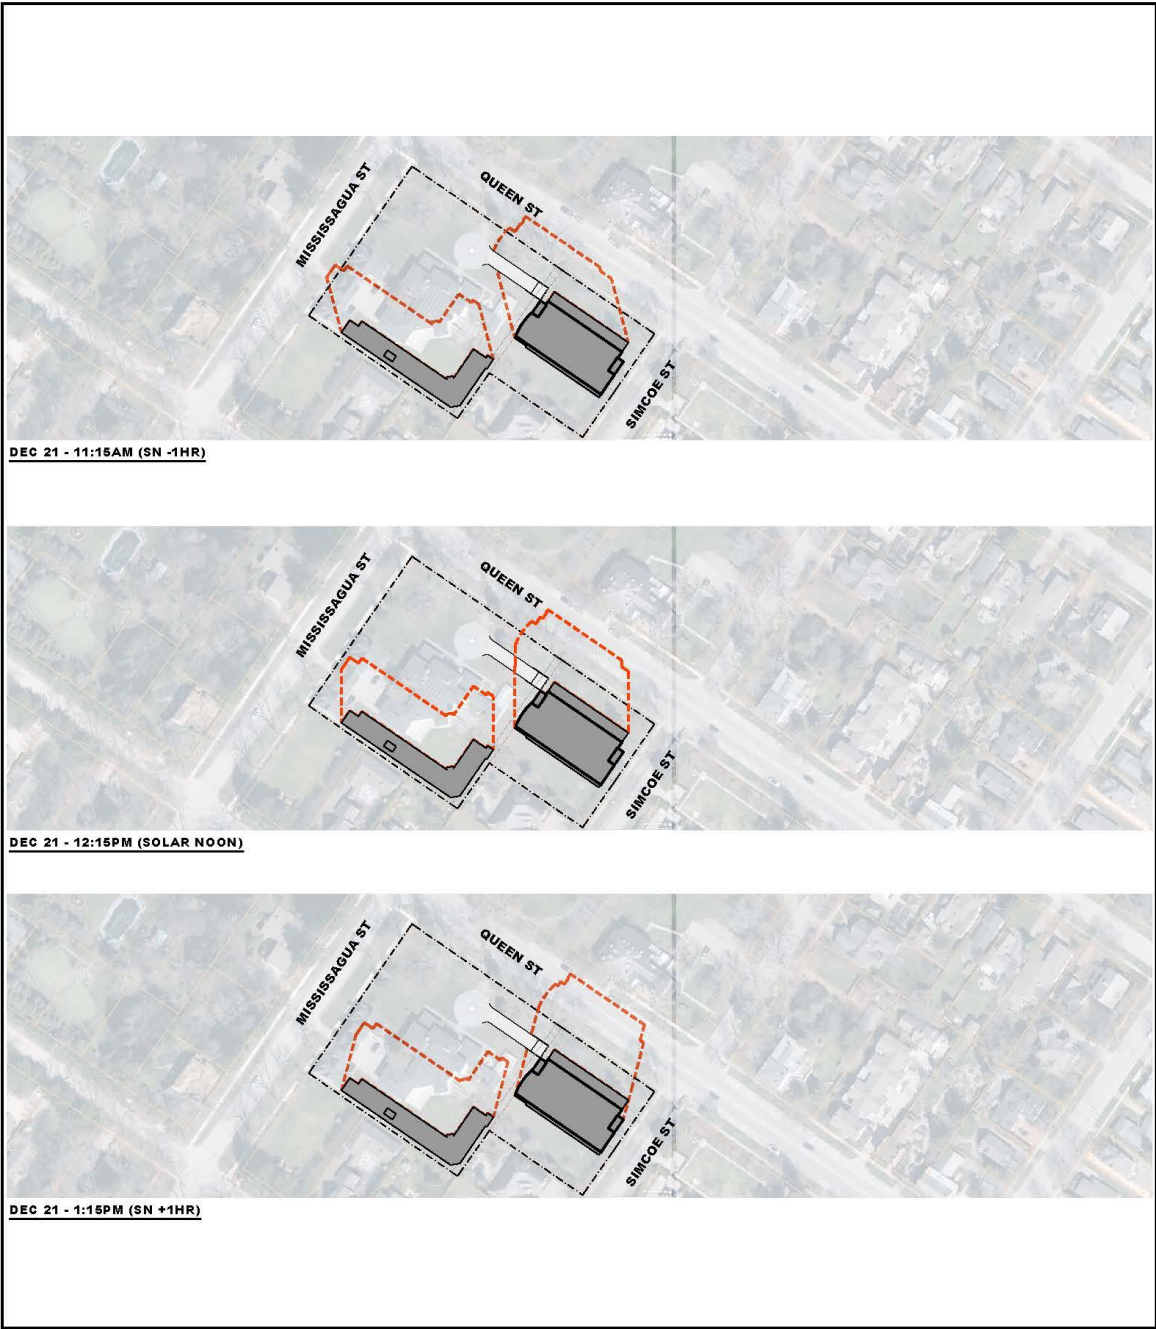 MISSISSAGUA ST
QUEEN ST
SIMCOE ST
DEC 21 - 11:15AM (SN -1HR)
MISSISSAGUA ST
QUEEN ST
SIMCOE ST
DEC 21 - 12:15PM (SOLAR NOON)
MISSISSAGUA ST
QUEEN ST
SIMCOE ST
DEC 21 - 1:15PM (SN +1HR)